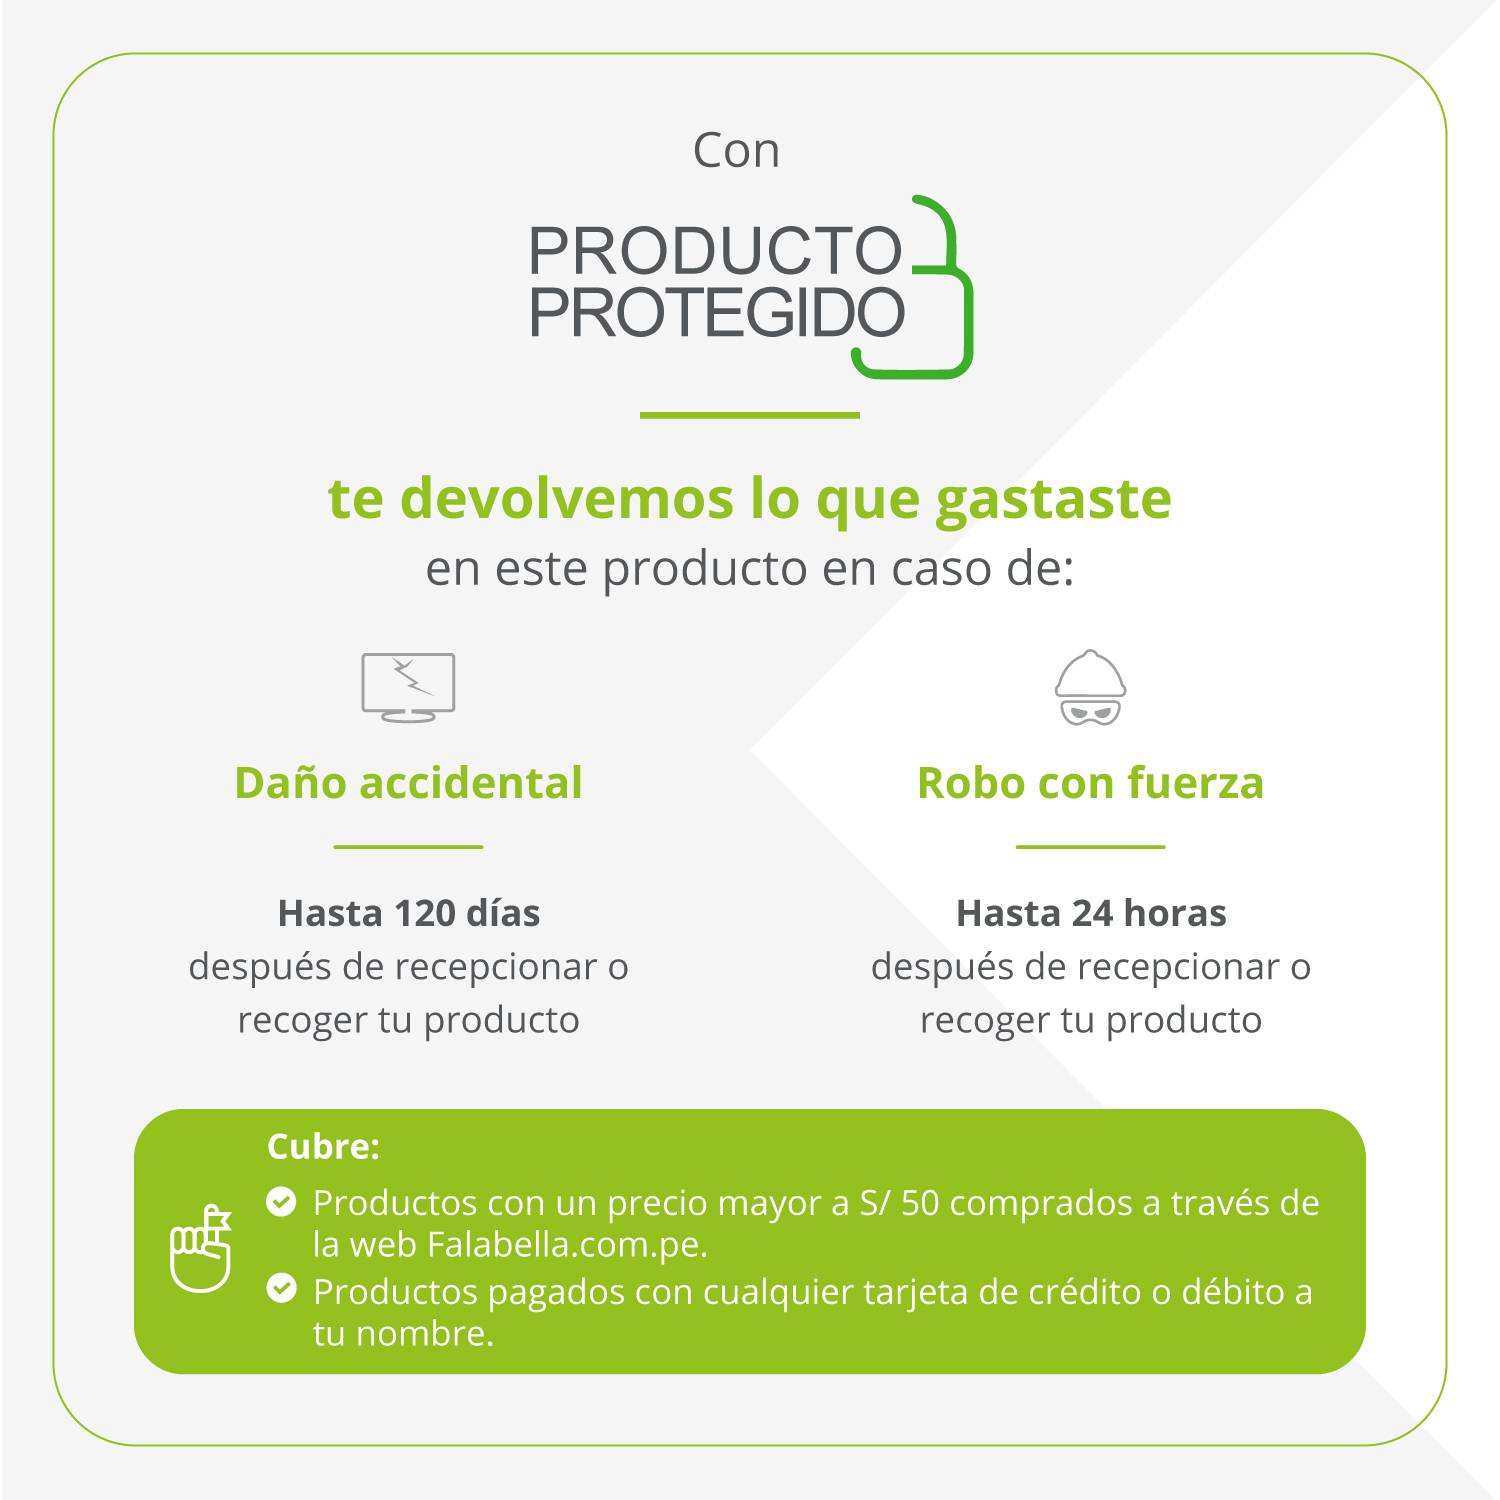 Con
PRODUCTO
PROTEGIDO
te devolvemos lo que gastaste
en este producto en caso de:
Daño accidental
Hasta 120 días
después de recepcionar o
recoger tu producto
Robo con fuerza
Hasta 24 horas
después de recepcionar o
recoger tu producto
Cubre:
Productos con un precio mayor a S/ 50 comprados a través de
la web Falabella.com.pe.
Productos pagados con cualquier tarjeta de crédito o débito a
tu nombre.